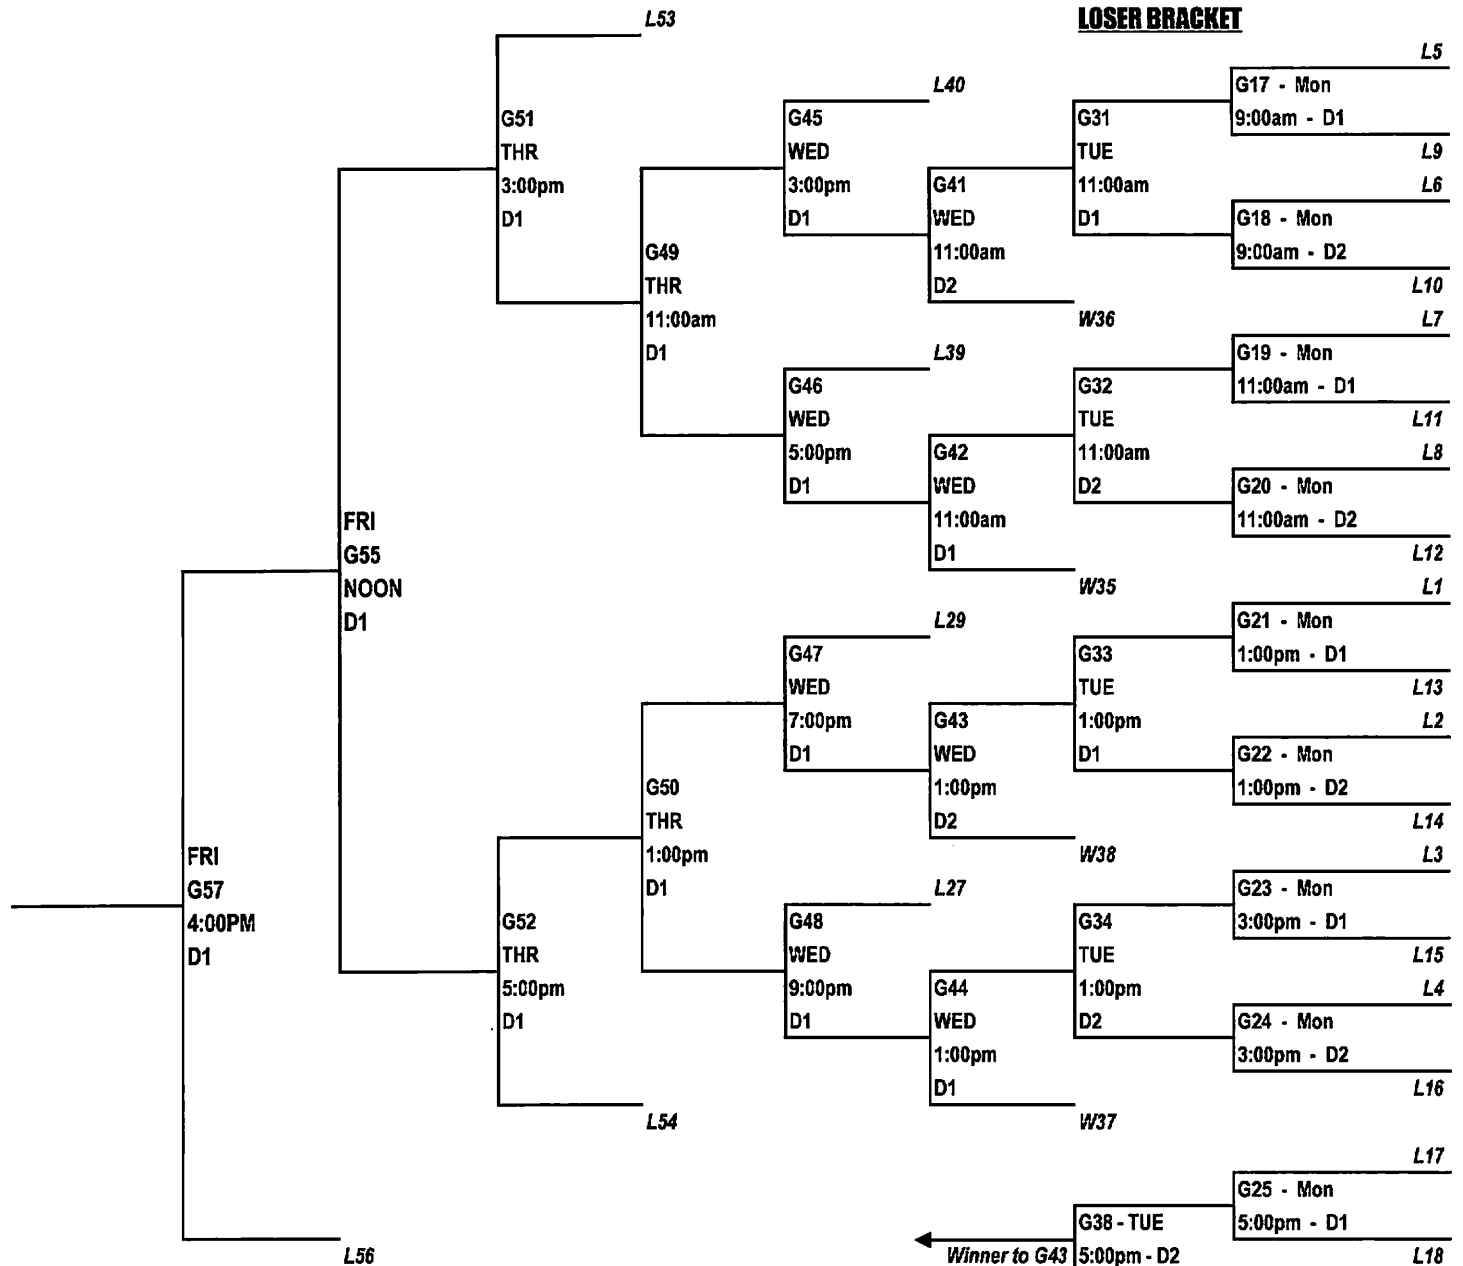 LOSER BRACKET
L53
L5
G17 - Mon
9:00am - D1
L9
L40
G51
THR
3:00pm
D1
G45
WED
3:00pm
D1
G31
TUE
11:00am
D1
L6
G18 - Mon
9:00am - D2
L10
G41
WED
11:00am
D2
W36
G49
THR
11:00am
D1
L7
G19 - Mon
11:00am - D1
L11
L39
G46
WED
5:00pm
D1
G32
TUE
11:00am
D2
L8
G20 - Mon
11:00am - D2
L12
G42
WED
11:00am
D1
W35
FRI
G55
NOON
D1
L1
G21 - Mon
1:00pm - D1
L13
L29
G47
WED
7:00pm
D1
G33
TUE
1:00pm
D1
L2
G22 - Mon
1:00pm - D2
L14
G43
WED
1:00pm
D2
W38
G50
THR
1:00pm
D1
FRI
G57
4:00PM
D1
L3
G23 - Mon
3:00pm - D1
L15
L27
G52
THR
5:00pm
D1
G48
WED
9:00pm
D1
G34
TUE
1:00pm
D2
L4
G24 - Mon
3:00pm - D2
L16
G44
WED
1:00pm
D1
W37
L54
L17
G25 - Mon
5:00pm - D1
L18
G38 - TUE
Winner to G43 5:00pm - D2
L56